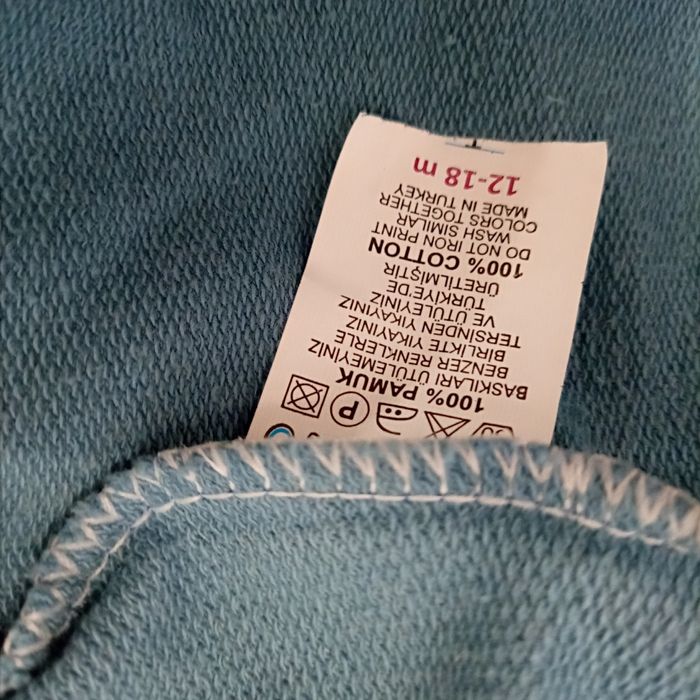 P
100% PAMUK
BASKILARI ÜTÜLEMEYİNİZ
BENZER RENKLERLE
BİRLİKTE YIKAYINIZ
TERSİNDEN YIKAYINIZ
VE ÜTÜLEYİNİZ
TÜRKİYE'DE
ÜRETİLMİŞTİR
100% COTTON
DO NOT IRON PRINT
WASH SIMILAR
COLORS TOGETHER
MADE IN TURKEY
12-18 m